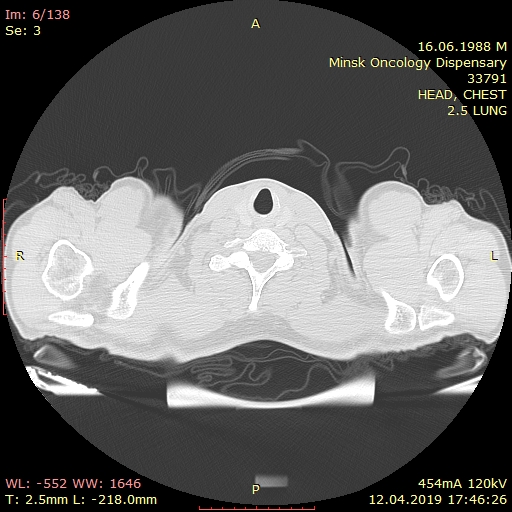 Im: 6/138
Se: 3
A
16.06.1988 M
Minsk Oncology Dispensary
33791
HEAD, CHEST
2.5 LUNG
R
L
WL: -552 WW: 1646
T: 2.5mm L: -218.0mm
P
454mA 120kV
12.04.2019 17:46:26